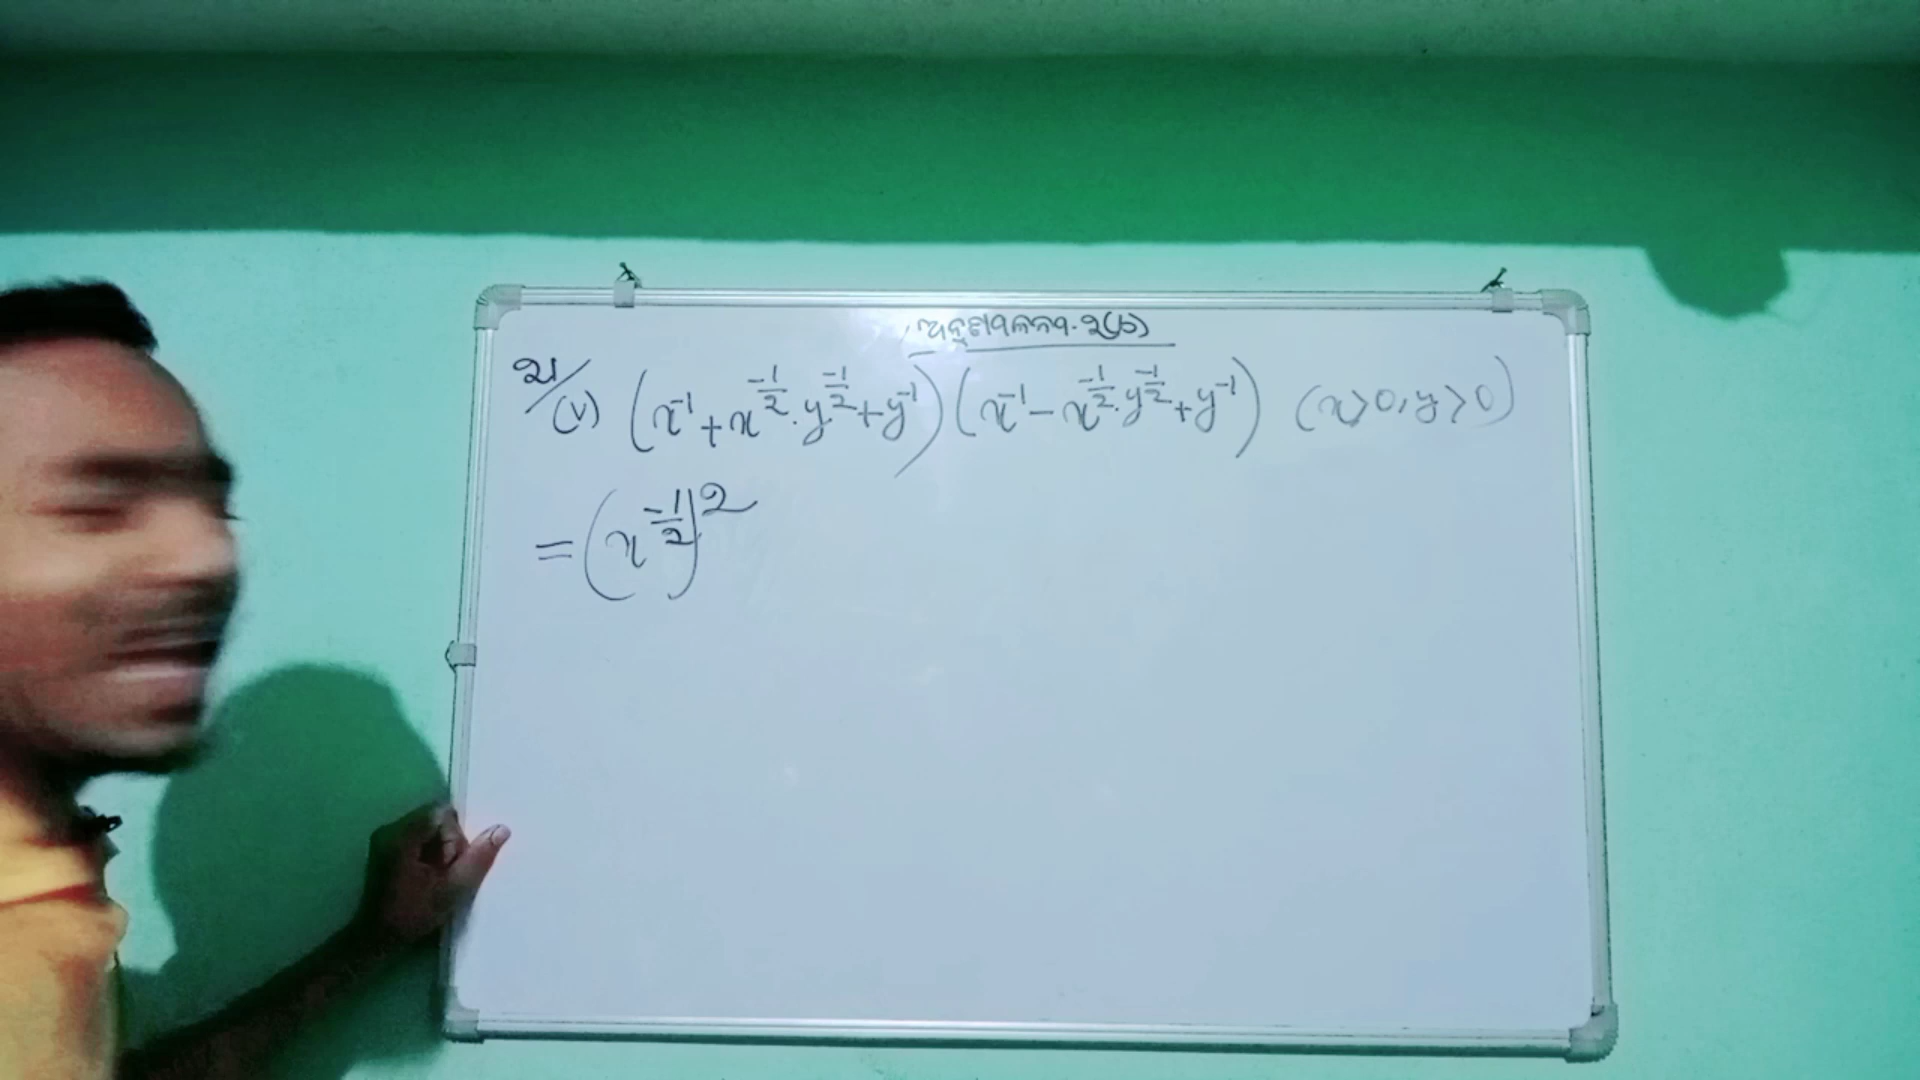 ଅନୁଶୀଳନୀ-୨(b)
୨/(v) (x⁻¹ + x^(-1/2) · y^(-1/2) + y⁻¹) (x⁻¹ − x^(-1/2) · y^(-1/2) + y⁻¹) (x>0, y>0)
= (x^(-1/2))²